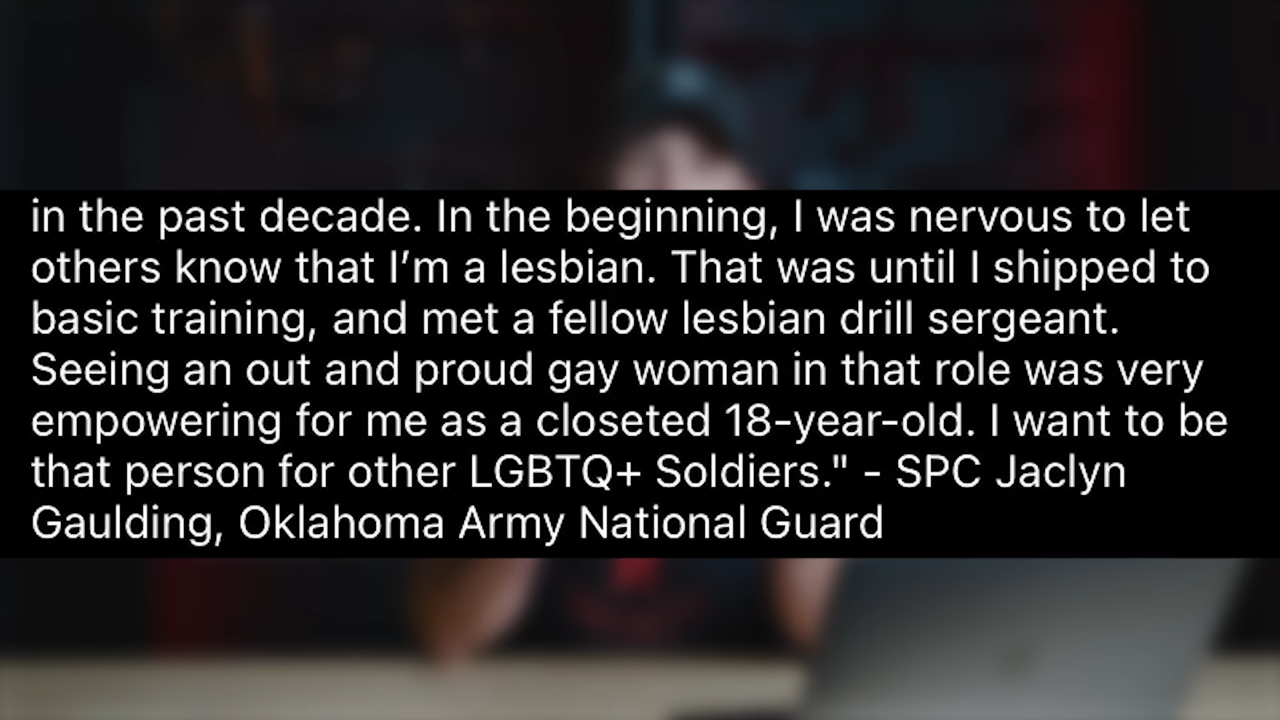 in the past decade. In the beginning, I was nervous to let
others know that I’m a lesbian. That was until I shipped to
basic training, and met a fellow lesbian drill sergeant.
Seeing an out and proud gay woman in that role was very
empowering for me as a closeted 18-year-old. I want to be
that person for other LGBTQ+ Soldiers." - SPC Jaclyn
Gaulding, Oklahoma Army National Guard